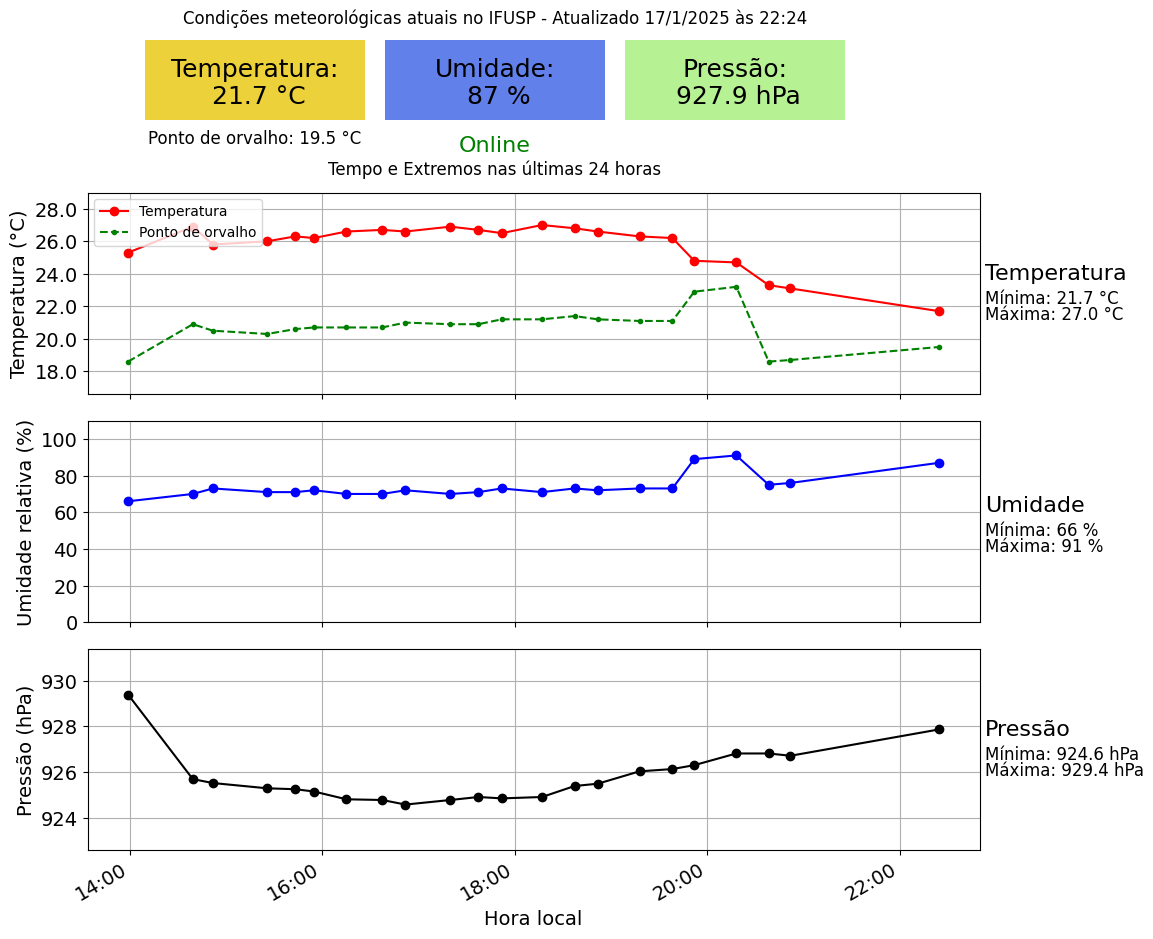 Condições meteorológicas atuais no IFUSP - Atualizado 17/1/2025 às 22:24
Temperatura:
21.7 °C
Umidade:
87 %
Pressão:
927.9 hPa
Ponto de orvalho: 19.5 °C
Online
Tempo e Extremos nas últimas 24 horas
Temperatura (°C)
28.0
26.0
24.0
22.0
20.0
18.0
Temperatura
Ponto de orvalho
Temperatura
Mínima: 21.7 °C
Máxima: 27.0 °C
Umidade relativa (%)
100
80
60
40
20
0
Umidade
Mínima: 66 %
Máxima: 91 %
Pressão (hPa)
930
928
926
924
Pressão
Mínima: 924.6 hPa
Máxima: 929.4 hPa
14:00
16:00
18:00
20:00
22:00
Hora local